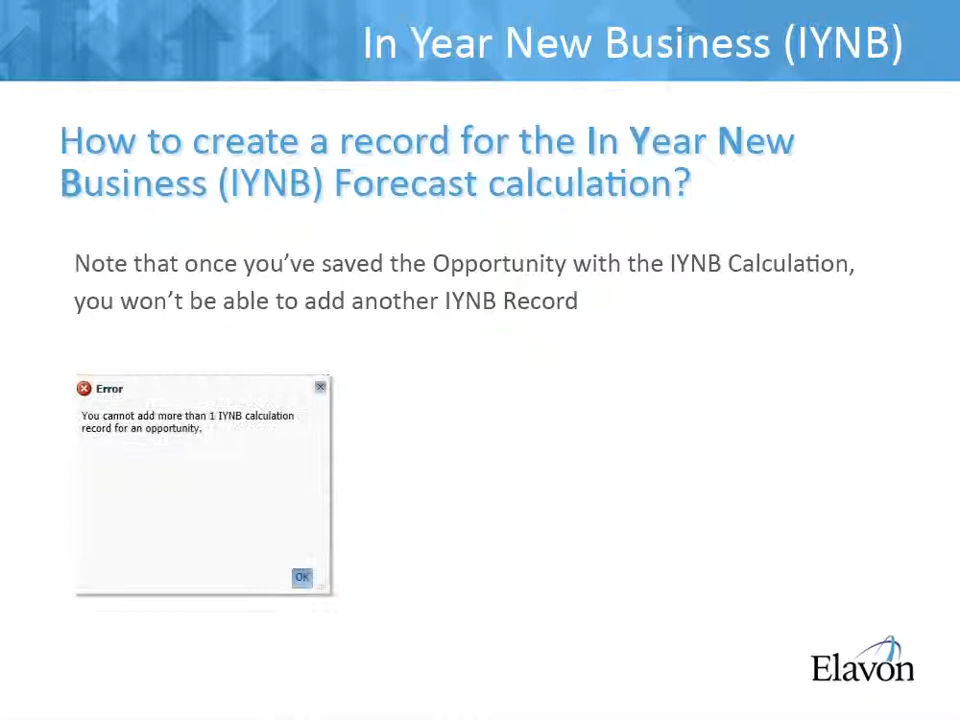 In Year New Business (IYNB)
How to create a record for the In Year New
Business (IYNB) Forecast calculation?
Note that once you’ve saved the Opportunity with the IYNB Calculation,
you won’t be able to add another IYNB Record
Error
You cannot add more than 1 IYNB calculation
record for an opportunity.
OK
Elavon